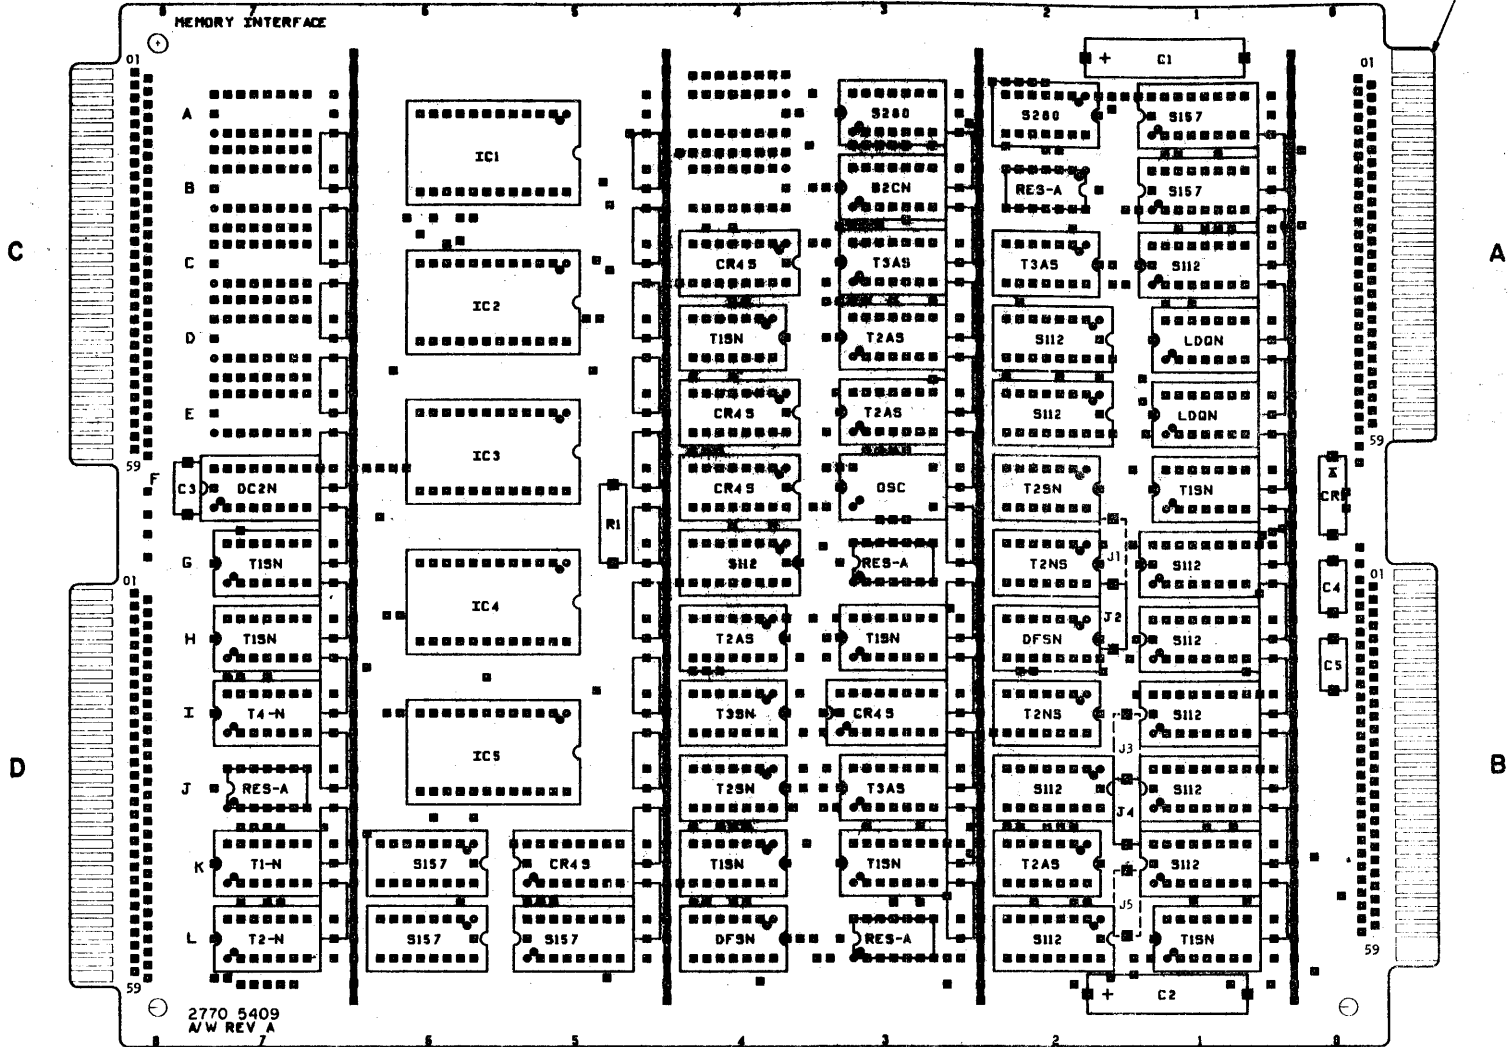 8 7 6 5 4 3 2 1 0
MEMORY INTERFACE
01 01
C1
A S280 S280 S157
IC1
B 82CN RES-A S157
C A
C CR4S T3AS T3AS S112
IC2
D T1SN T2AS S112 LDQN
E CR4S T2AS S112 LDQN
59 59
IC3
F C3 DC2N CR4S OSC T2SN T1SN CR
R1
G T1SN S112 RES-A T2NS J1 S112
01 01
C4
IC4
J2
H T1SN T2AS T1SN DFSN S112
C5
I T4-N T3SN CR4S T2NS S112
J3
IC5
D B
J RES-A T2SN T3AS S112 S112
J4
K T1-N S157 CR4S T1SN T1SN T2AS S112
J5
L T2-N S157 S157 DFSN RES-A S112 T1SN
59 59
C2
2770 5409
A/W REV A
8 7 6 5 4 3 2 1 0